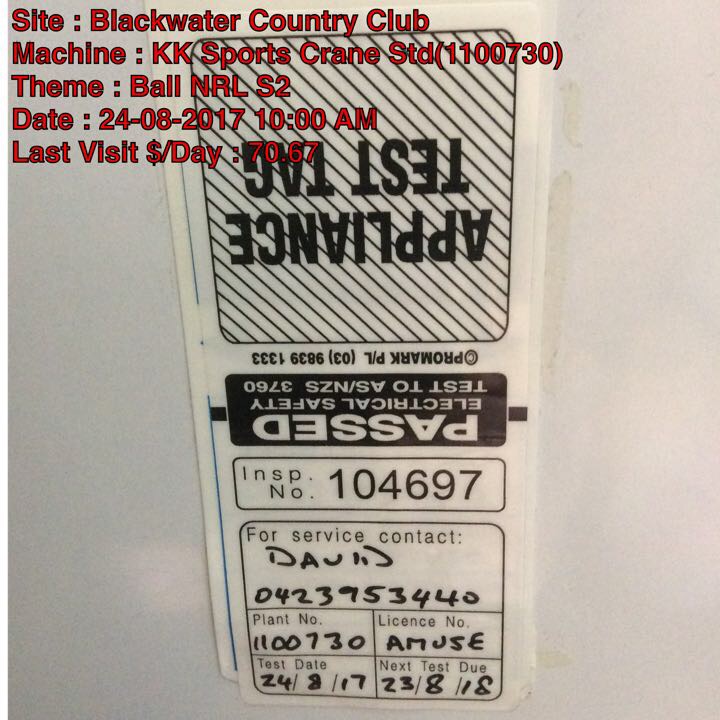 Site : Blackwater Country Club
Machine : KK Sports Crane Std(1100730)
Theme : Ball NRL S2
Date : 24-08-2017 10:00 AM
Last Visit $/Day : 70.67
APPLIANCE
TEST TAG
©PROMARK P/L (03) 9839 1333
PASSED
ELECTRICAL SAFETY
TEST TO AS/NZS 3760
Insp. No. 104697
For service contact:
DAVID
0423953440
Plant No. Licence No.
1100730 AMUSE
Test Date Next Test Due
24/8/17 23/8/18